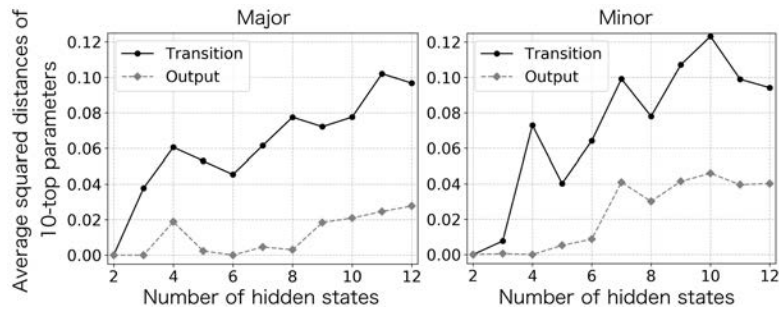 Major
Minor
Average squared distances of
10-top parameters
0.12
0.10
0.08
0.06
0.04
0.02
0.00
Transition
Output
2 4 6 8 10 12
Number of hidden states
0.12
0.10
0.08
0.06
0.04
0.02
0.00
Transition
Output
2 4 6 8 10 12
Number of hidden states